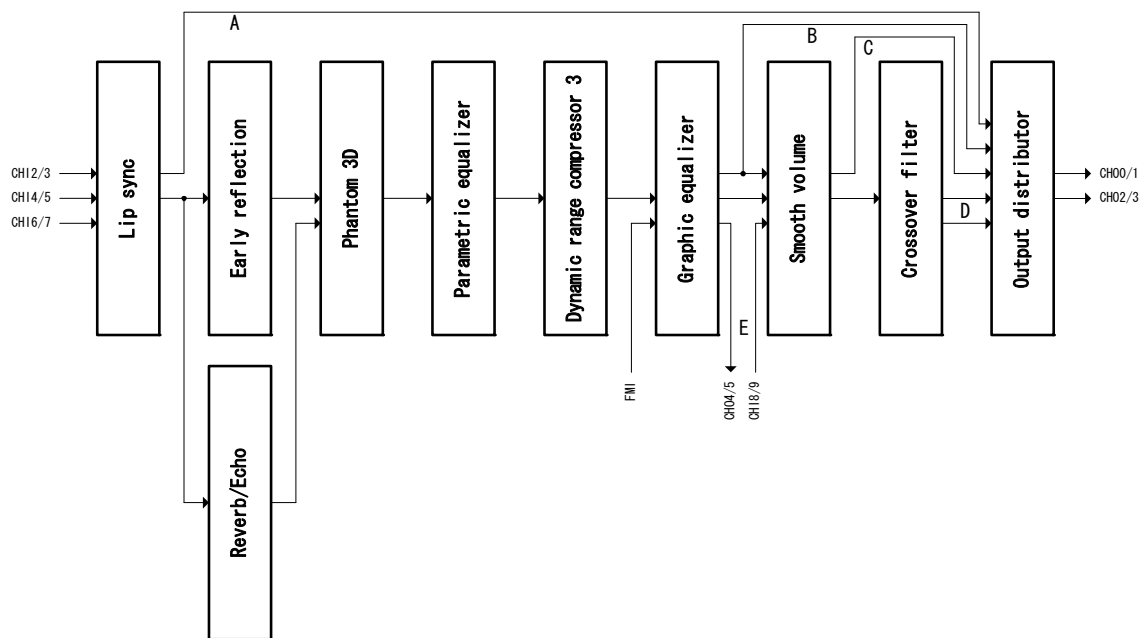 A
B
C
Lip sync
Early reflection
Phantom 3D
Parametric equalizer
Dynamic range compressor 3
Graphic equalizer
Smooth volume
Crossover filter
Output distributor
CHI2/3
CHI4/5
CHI6/7
CHO0/1
CHO2/3
D
E
FMI
CHO4/5
CHI8/9
Reverb/Echo